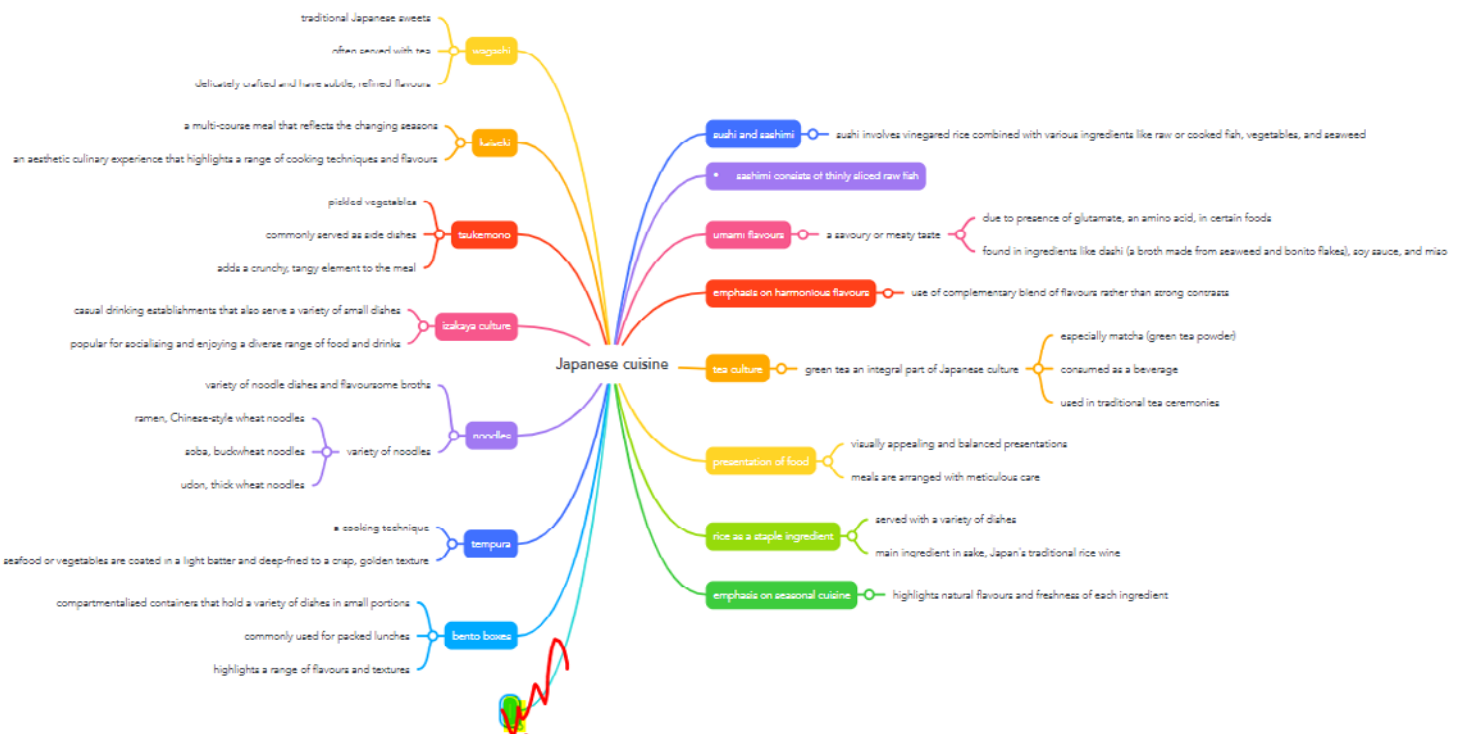 traditional Japanese sweets
often served with tea
delicately crafted and have subtle, refined flavours
wagashi
a multi-course meal that reflects the changing seasons
an aesthetic culinary experience that highlights a range of cooking techniques and flavours
kaiseki
pickled vegetables
commonly served as side dishes
adds a crunchy, tangy element to the meal
tsukemono
casual drinking establishments that also serve a variety of small dishes
popular for socialising and enjoying a diverse range of food and drinks
izakaya culture
variety of noodle dishes and flavoursome broths
ramen, Chinese-style wheat noodles
soba, buckwheat noodles
udon, thick wheat noodles
variety of noodles
noodles
a cooking technique
seafood or vegetables are coated in a light batter and deep-fried to a crisp, golden texture
tempura
compartmentalised containers that hold a variety of dishes in small portions
commonly used for packed lunches
highlights a range of flavours and textures
bento boxes
Japanese cuisine
sushi and sashimi
sushi involves vinegared rice combined with various ingredients like raw or cooked fish, vegetables, and seaweed
• sashimi consists of thinly sliced raw fish
umami flavours
a savoury or meaty taste
due to presence of glutamate, an amino acid, in certain foods
found in ingredients like dashi (a broth made from seaweed and bonito flakes), soy sauce, and miso
emphasis on harmonious flavours
use of complementary blend of flavours rather than strong contrasts
tea culture
green tea an integral part of Japanese culture
especially matcha (green tea powder)
consumed as a beverage
used in traditional tea ceremonies
presentation of food
visually appealing and balanced presentations
meals are arranged with meticulous care
rice as a staple ingredient
served with a variety of dishes
main ingredient in sake, Japan's traditional rice wine
emphasis on seasonal cuisine
highlights natural flavours and freshness of each ingredient